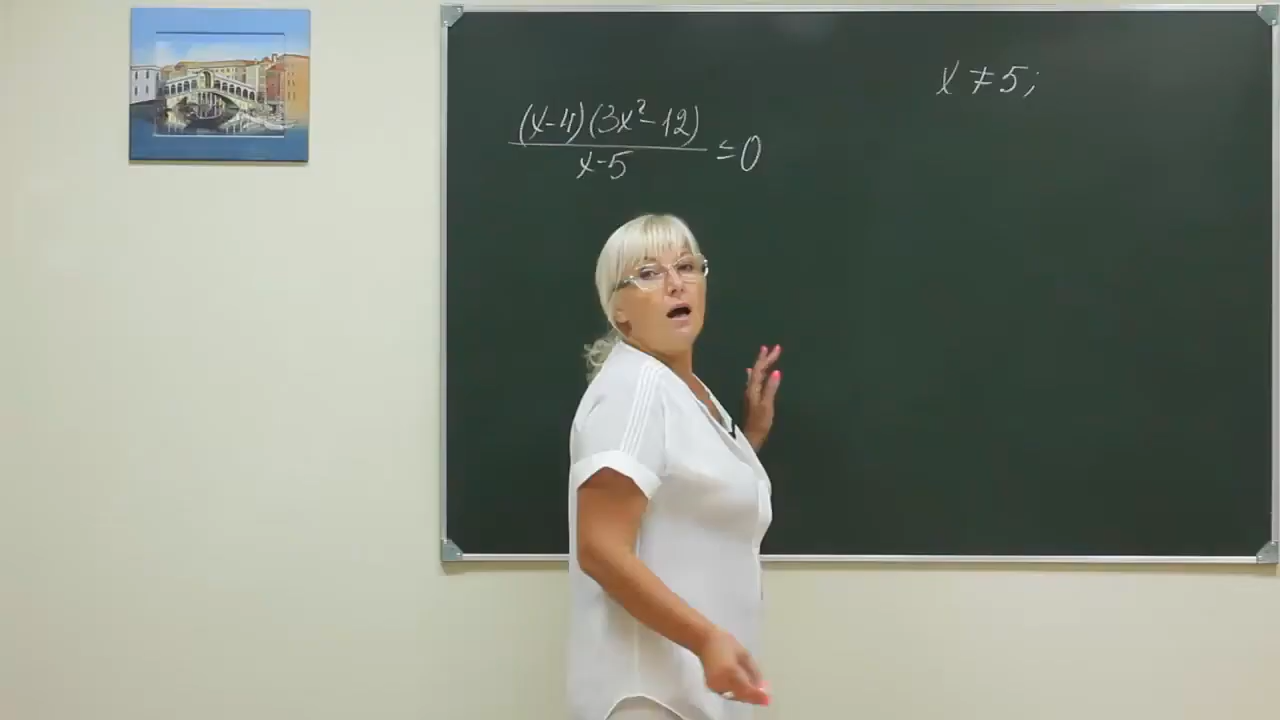 x ≠ 5;
(x-4)(3x²-12)
x-5
≤0